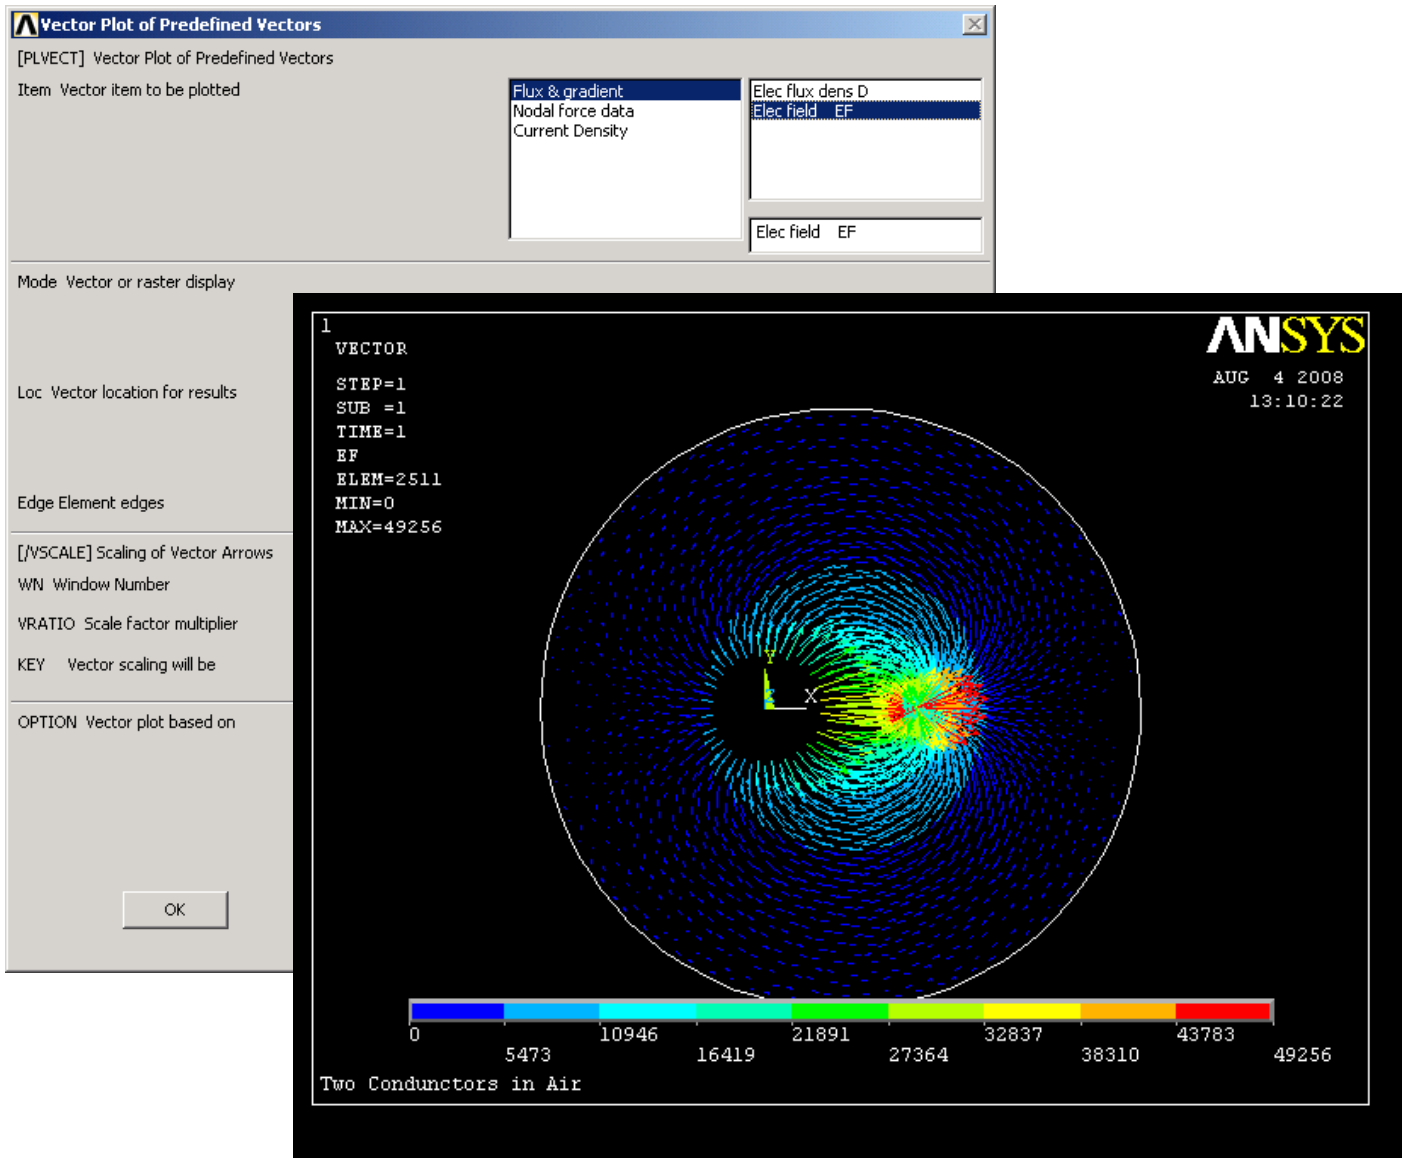 Vector Plot of Predefined Vectors
[PLVECT] Vector Plot of Predefined Vectors
Item Vector item to be plotted
Flux & gradient
Nodal force data
Current Density
Elec flux dens D
Elec field EF
Elec field EF
Mode Vector or raster display
Loc Vector location for results
Edge Element edges
[/VSCALE] Scaling of Vector Arrows
WN Window Number
VRATIO Scale factor multiplier
KEY Vector scaling will be
OPTION Vector plot based on
OK
1
VECTOR
STEP=1
SUB =1
TIME=1
EF
ELEM=2511
MIN=0
MAX=49256
ANSYS
AUG 4 2008
13:10:22
Y
X
0 10946 21891 32837 43783
5473 16419 27364 38310 49256
Two Condunctors in Air